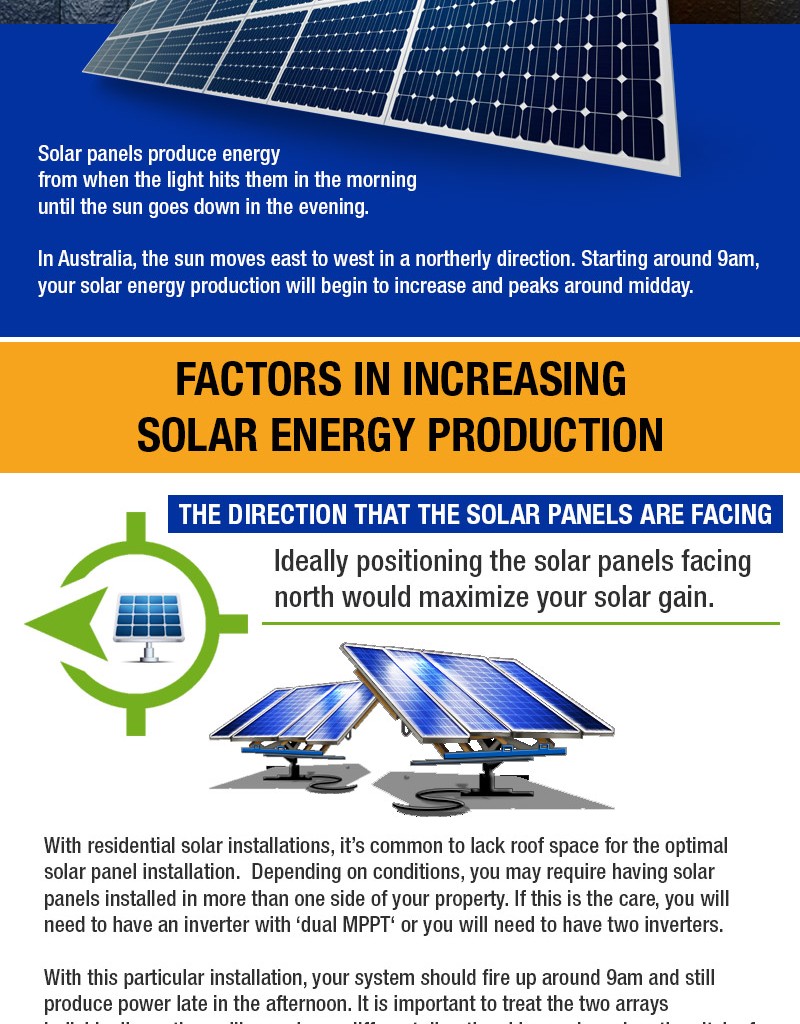 Solar panels produce energy
from when the light hits them in the morning
until the sun goes down in the evening.
In Australia, the sun moves east to west in a northerly direction. Starting around 9am,
your solar energy production will begin to increase and peaks around midday.
FACTORS IN INCREASING
SOLAR ENERGY PRODUCTION
THE DIRECTION THAT THE SOLAR PANELS ARE FACING
Ideally positioning the solar panels facing
north would maximize your solar gain.
With residential solar installations, it's common to lack roof space for the optimal
solar panel installation.  Depending on conditions, you may require having solar
panels installed in more than one side of your property. If this is the care, you will
need to have an inverter with ‘dual MPPT‘ or you will need to have two inverters.
With this particular installation, your system should fire up around 9am and still
produce power late in the afternoon. It is important to treat the two arrays